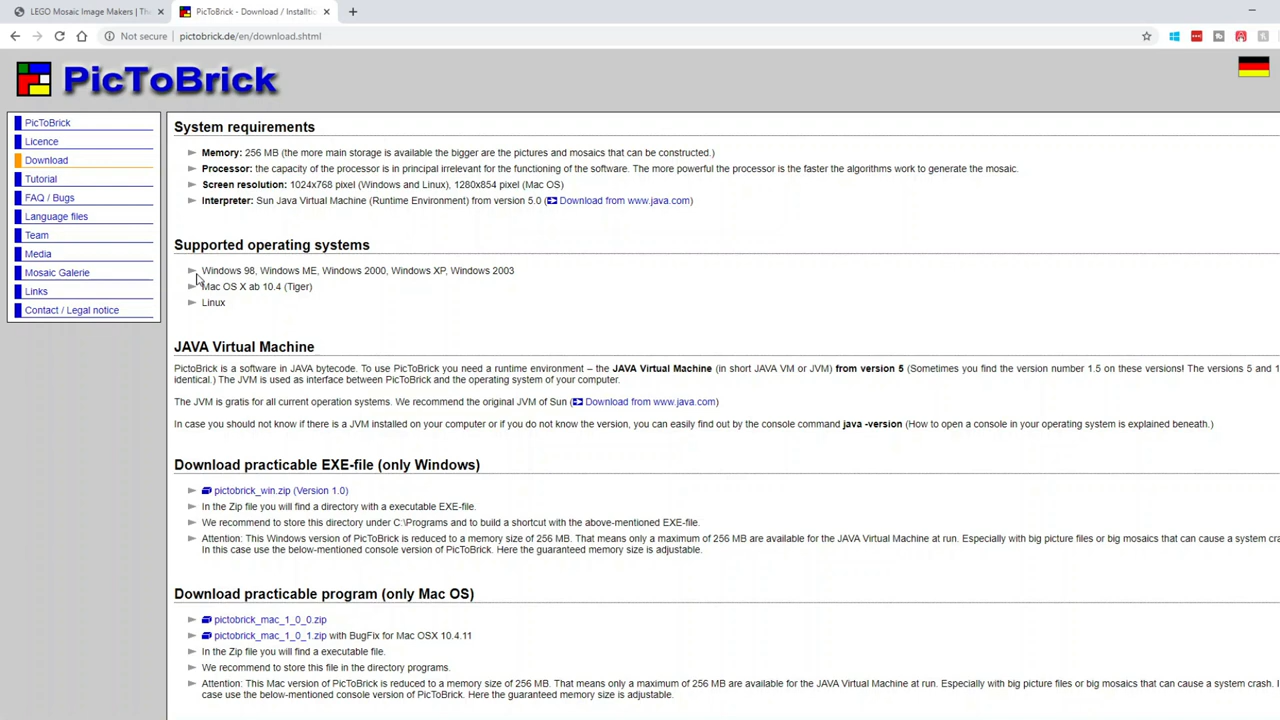 LEGO Mosaic Image Makers | Th
PicToBrick - Download / Installtio
Not secure
pictobrick.de/en/download.shtml
PicToBrick
PicToBrick
Licence
Download
Tutorial
FAQ / Bugs
Language files
Team
Media
Mosaic Galerie
Links
Contact / Legal notice
System requirements
Memory: 256 MB (the more main storage is available the bigger are the pictures and mosaics that can be constructed.)
Processor: the capacity of the processor is in principal irrelevant for the functioning of the software. The more powerful the processor is the faster the algorithms work to generate the mosaic.
Screen resolution: 1024x768 pixel (Windows and Linux), 1280x854 pixel (Mac OS)
Interpreter: Sun Java Virtual Machine (Runtime Environment) from version 5.0 (Download from www.java.com)
Supported operating systems
Windows 98, Windows ME, Windows 2000, Windows XP, Windows 2003
Mac OS X ab 10.4 (Tiger)
Linux
JAVA Virtual Machine
PictoBrick is a software in JAVA bytecode. To use PicToBrick you need a runtime environment – the JAVA Virtual Machine (in short JAVA VM or JVM) from version 5 (Sometimes you find the version number 1.5 on these versions! The versions 5 and 1
identical.) The JVM is used as interface between PicToBrick and the operating system of your computer.
The JVM is gratis for all current operation systems. We recommend the original JVM of Sun (Download from www.java.com)
In case you should not know if there is a JVM installed on your computer or if you do not know the version, you can easily find out by the console command java -version (How to open a console in your operating system is explained beneath.)
Download practicable EXE-file (only Windows)
pictobrick_win.zip (Version 1.0)
In the Zip file you will find a directory with a executable EXE-file.
We recommend to store this directory under C:\Programs and to build a shortcut with the above-mentioned EXE-file.
Attention: This Windows version of PicToBrick is reduced to a memory size of 256 MB. That means only a maximum of 256 MB are available for the JAVA Virtual Machine at run. Especially with big picture files or big mosaics that can cause a system cra
In this case use the below-mentioned console version of PicToBrick. Here the guaranteed memory size is adjustable.
Download practicable program (only Mac OS)
pictobrick_mac_1_0_0.zip
pictobrick_mac_1_0_1.zip with BugFix for Mac OSX 10.4.11
In the Zip file you will find a executable file.
We recommend to store this file in the directory programs.
Attention: This Mac version of PicToBrick is reduced to a memory size of 256 MB. That means only a maximum of 256 MB are available for the JAVA Virtual Machine at run. Especially with big picture files or big mosaics that can cause a system crash. I
case use the below-mentioned console version of PicToBrick. Here the guaranteed memory size is adjustable.